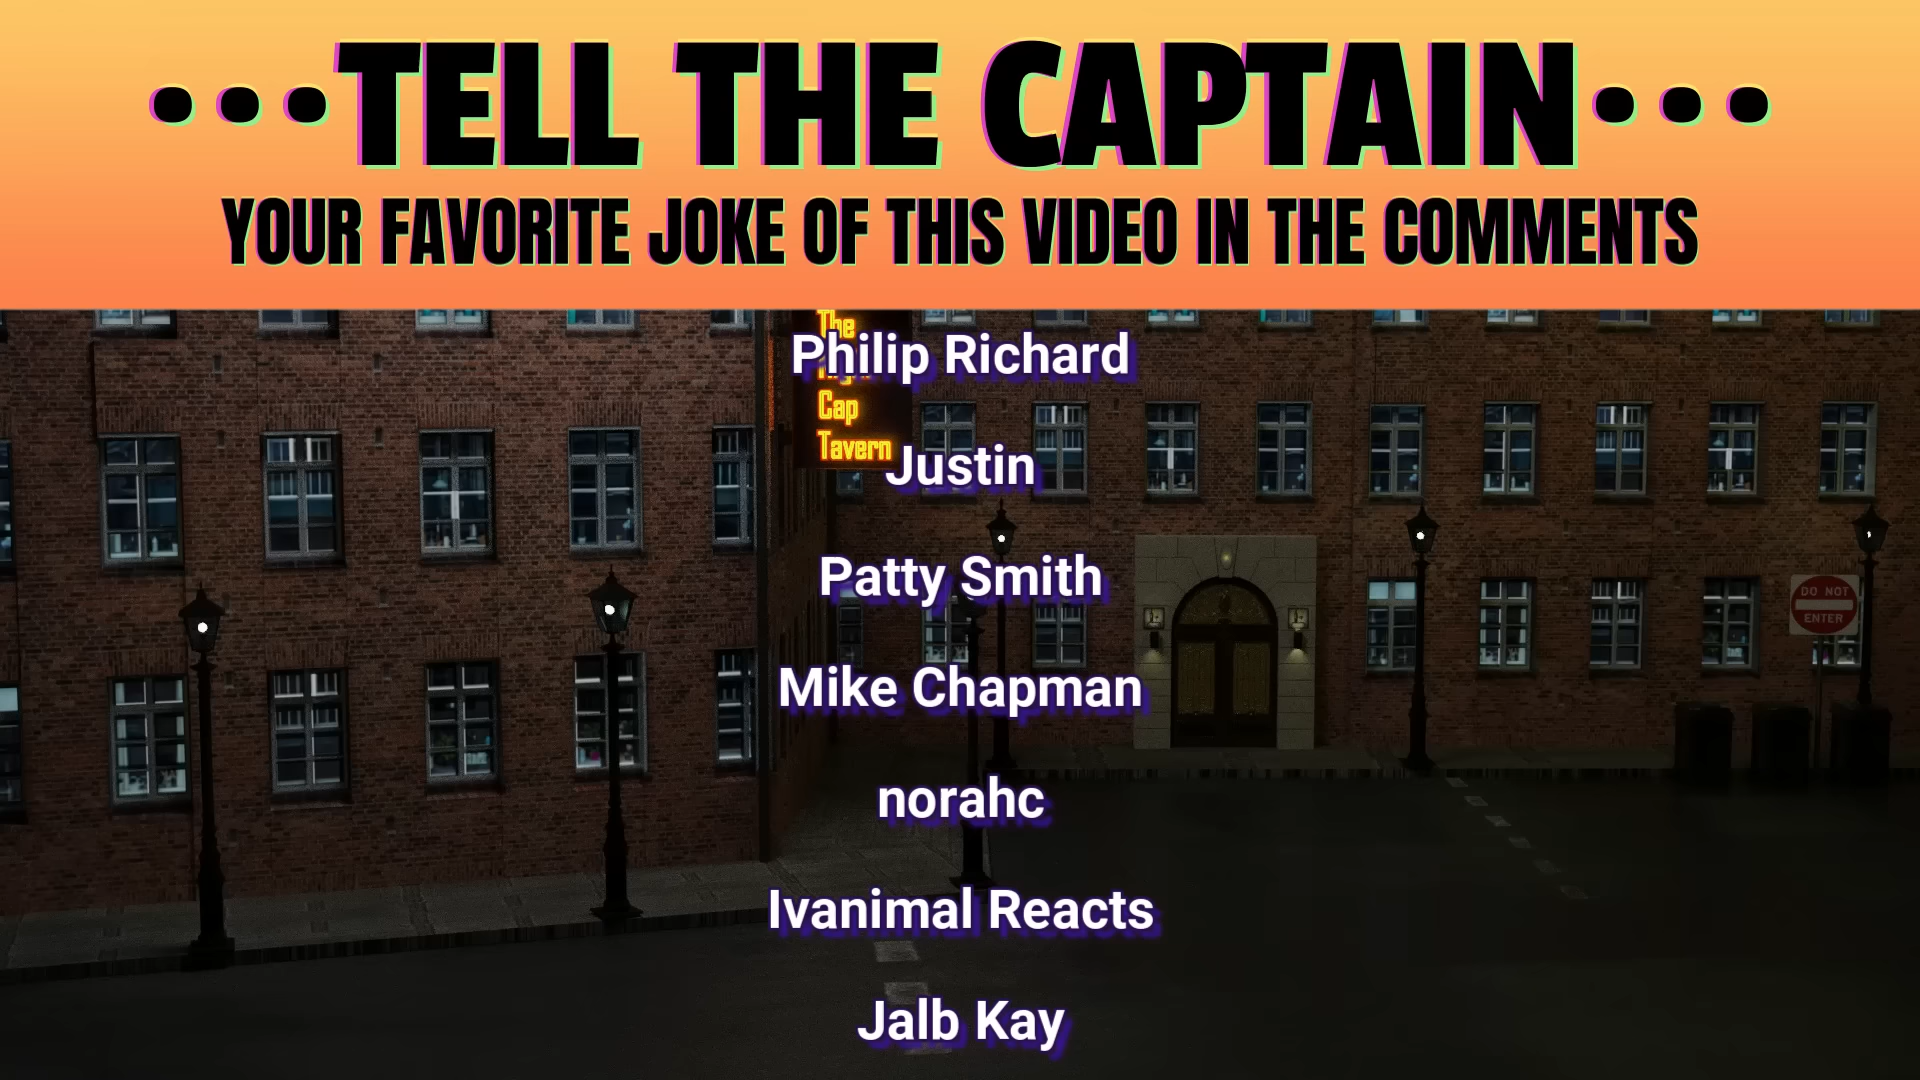 •••TELL THE CAPTAIN•••
YOUR FAVORITE JOKE OF THIS VIDEO IN THE COMMENTS
The
Philip Richard
Cap
Tavern
Justin
Patty Smith
DO NOT
ENTER
Mike Chapman
norahc
Ivanimal Reacts
Jalb Kay